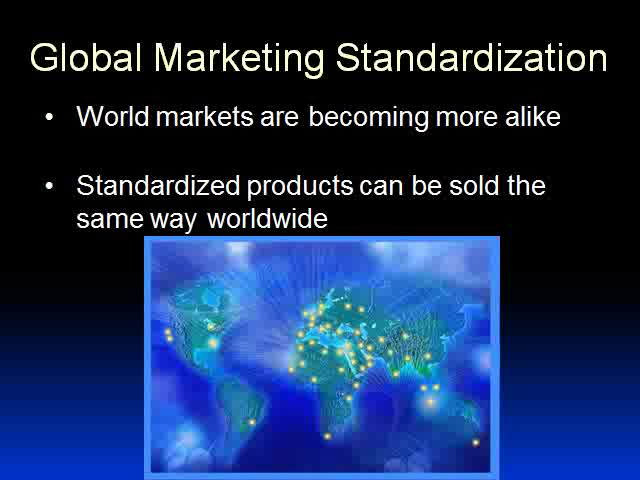 Global Marketing Standardization
• World markets are becoming more alike
• Standardized products can be sold the
same way worldwide